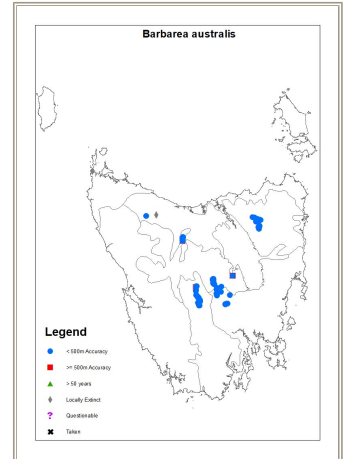 Barbarea australis
Legend
< 500m Accuracy
>= 500m Accuracy
> 50 years
Locally Extinct
Questionable
Taken